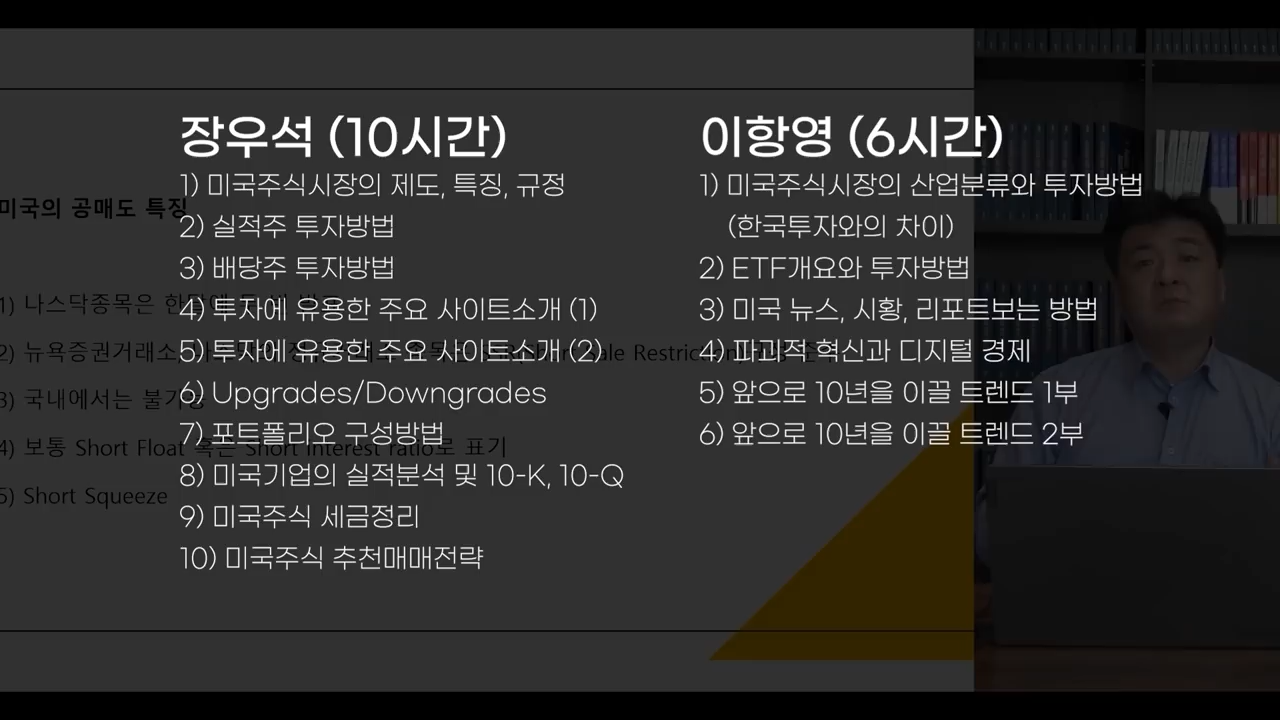 장우석 (10시간)
1) 미국주식시장의 제도, 특징, 규정
2) 실적주 투자방법
3) 배당주 투자방법
4) 투자에 유용한 주요 사이트소개 (1)
5) 투자에 유용한 주요 사이트소개 (2)
6) Upgrades/Downgrades
7) 포트폴리오 구성방법
8) 미국기업의 실적분석 및 10-K, 10-Q
9) 미국주식 세금정리
10) 미국주식 추천매매전략
이항영 (6시간)
1) 미국주식시장의 산업분류와 투자방법
(한국투자와의 차이)
2) ETF개요와 투자방법
3) 미국 뉴스, 시황, 리포트보는 방법
4) 파괴적 혁신과 디지털 경제
5) 앞으로 10년을 이끌 트렌드 1부
6) 앞으로 10년을 이끌 트렌드 2부
미국의 공매도 특징
1) 나스닥종목은
2) 뉴욕증권거래소, Sale Restriction
3) 국내에서는
4) 보통 Short Float 혹은 Short Interest ratio로 표기
5) Short Squeeze